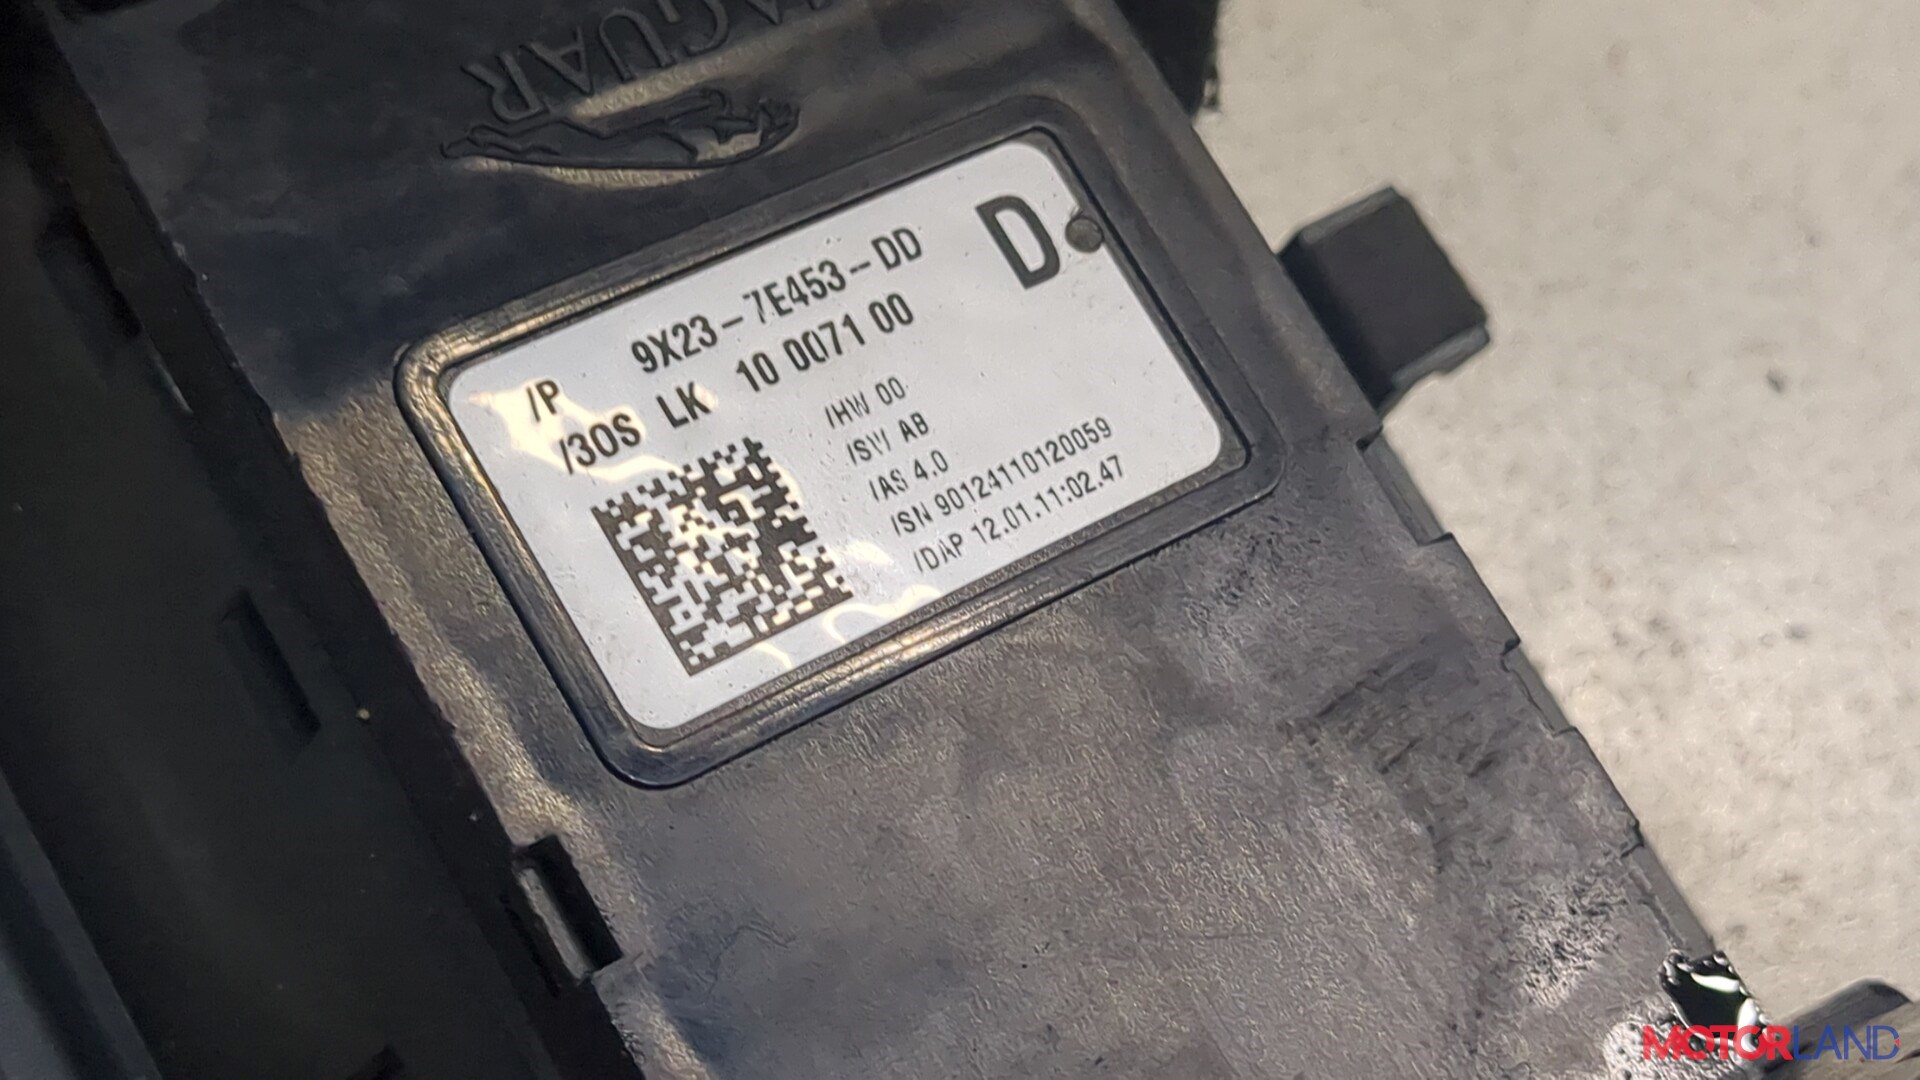 JAGUAR
D
/P 9X23-7E453-DD
/3OS LK 10 0071 00
/HW 00
/SW AB
/AS 4.0
/SN 90124110120059
/DAP 12.01.11:02.47
MOTORLAND